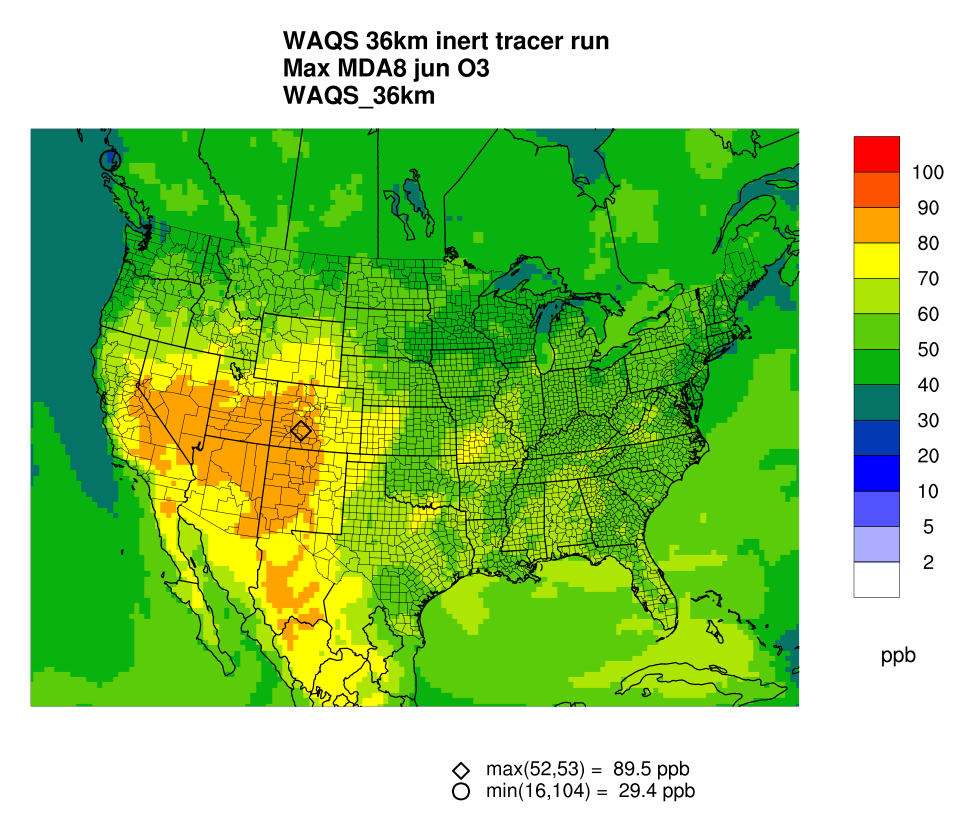 WAQS 36km inert tracer run
Max MDA8 jun O3
WAQS_36km
100
90
80
70
60
50
40
30
20
10
5
2
ppb
max(52,53) = 89.5 ppb
min(16,104) = 29.4 ppb